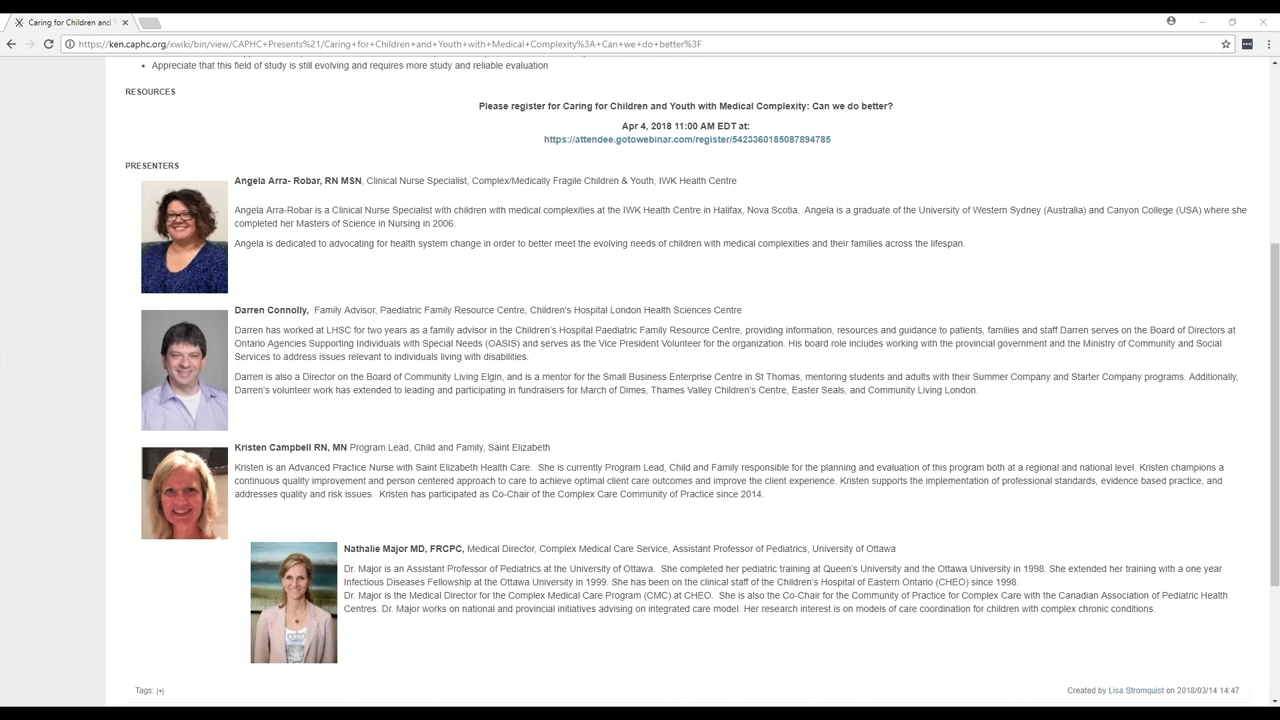 Caring for Children and
https://ken.caphc.org/xwiki/bin/view/CAPHC+Presents%21/Caring+for+Children+and+Youth+with+Medical+Complexity%3A+Can+we+do+better%3F
Appreciate that this field of study is still evolving and requires more study and reliable evaluation
RESOURCES
Please register for Caring for Children and Youth with Medical Complexity: Can we do better?
Apr 4, 2018 11:00 AM EDT at:
https://attendee.gotowebinar.com/register/5423360185087894785
PRESENTERS
Angela Arra- Robar, RN MSN, Clinical Nurse Specialist, Complex/Medically Fragile Children & Youth, IWK Health Centre
Angela Arra-Robar is a Clinical Nurse Specialist with children with medical complexities at the IWK Health Centre in Halifax, Nova Scotia. Angela is a graduate of the University of Western Sydney (Australia) and Canyon College (USA) where she
completed her Masters of Science in Nursing in 2006.
Angela is dedicated to advocating for health system change in order to better meet the evolving needs of children with medical complexities and their families across the lifespan.
Darren Connolly, Family Advisor, Paediatric Family Resource Centre, Children's Hospital London Health Sciences Centre
Darren has worked at LHSC for two years as a family advisor in the Children's Hospital Paediatric Family Resource Centre, providing information, resources and guidance to patients, families and staff.Darren serves on the Board of Directors at
Ontario Agencies Supporting Individuals with Special Needs (OASIS) and serves as the Vice President Volunteer for the organization. His board role includes working with the provincial government and the Ministry of Community and Social
Services to address issues relevant to individuals living with disabilities.
Darren is also a Director on the Board of Community Living Elgin, and is a mentor for the Small Business Enterprise Centre in St Thomas, mentoring students and adults with their Summer Company and Starter Company programs. Additionally,
Darren's volunteer work has extended to leading and participating in fundraisers for March of Dimes, Thames Valley Children's Centre, Easter Seals, and Community Living London.
Kristen Campbell RN, MN Program Lead, Child and Family, Saint Elizabeth
Kristen is an Advanced Practice Nurse with Saint Elizabeth Health Care. She is currently Program Lead, Child and Family responsible for the planning and evaluation of this program both at a regional and national level. Kristen champions a
continuous quality improvement and person centered approach to care to achieve optimal client care outcomes and improve the client experience. Kristen supports the implementation of professional standards, evidence based practice, and
addresses quality and risk issues. Kristen has participated as Co-Chair of the Complex Care Community of Practice since 2014.
Nathalie Major MD, FRCPC, Medical Director, Complex Medical Care Service, Assistant Professor of Pediatrics, University of Ottawa
Dr. Major is an Assistant Professor of Pediatrics at the University of Ottawa. She completed her pediatric training at Queen's University and the Ottawa University in 1998. She extended her training with a one year
Infectious Diseases Fellowship at the Ottawa University in 1999. She has been on the clinical staff of the Children's Hospital of Eastern Ontario (CHEO) since 1998.
Dr. Major is the Medical Director for the Complex Medical Care Program (CMC) at CHEO. She is also the Co-Chair for the Community of Practice for Complex Care with the Canadian Association of Pediatric Health
Centres. Dr. Major works on national and provincial initiatives advising on integrated care model. Her research interest is on models of care coordination for children with complex chronic conditions.
Tags: [+]
Created by Lisa Stromquist on 2018/03/14 14:47